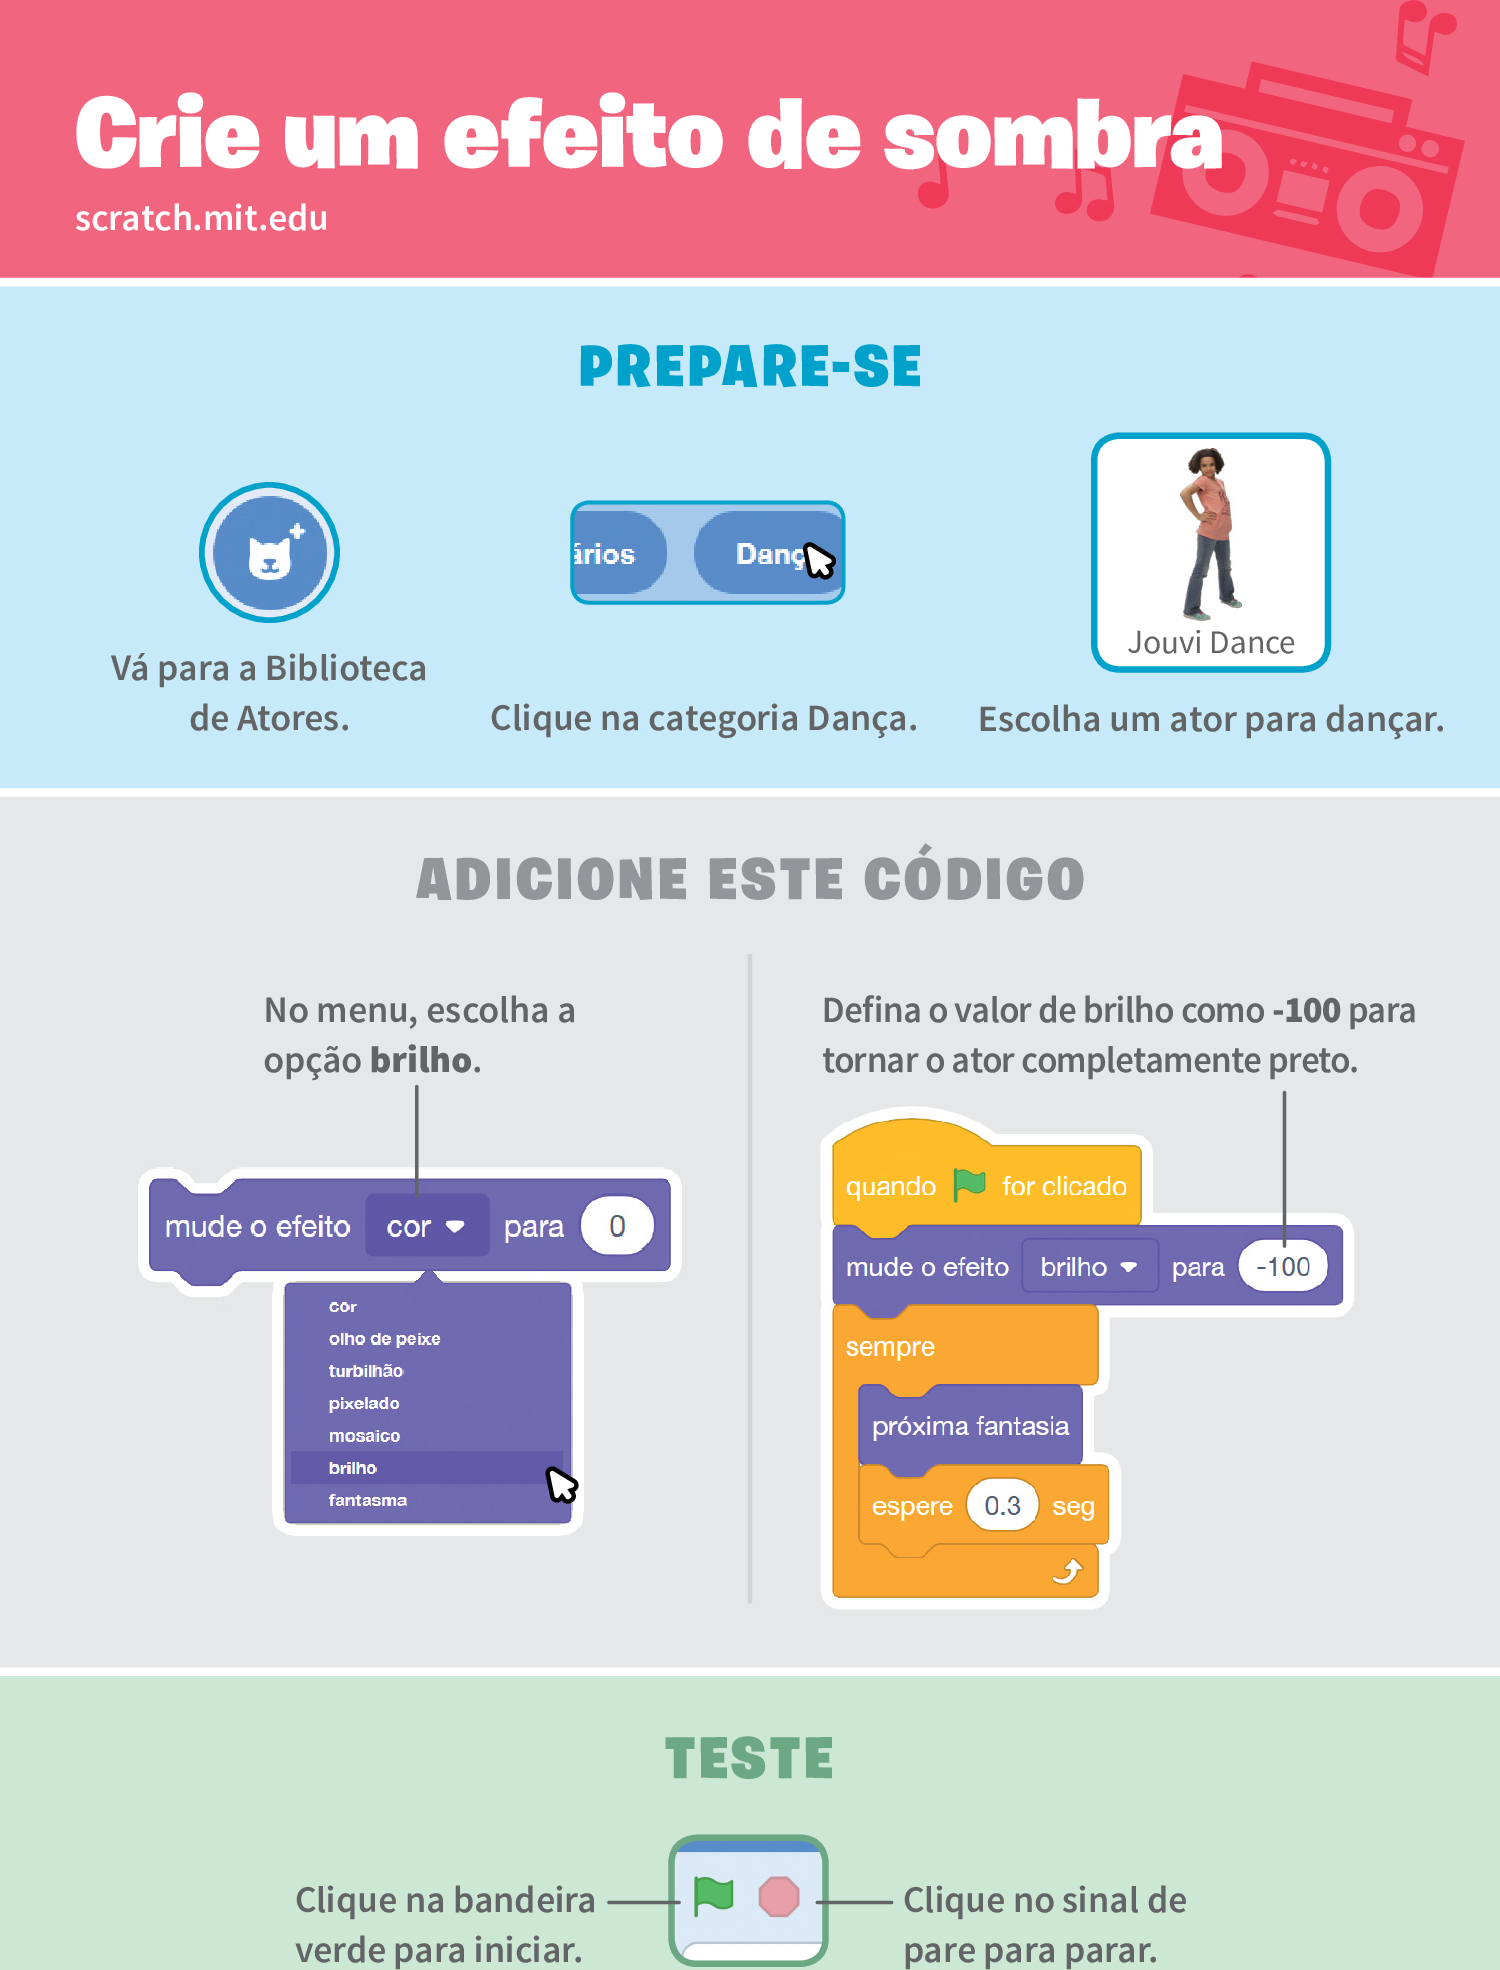 Crie um efeito de sombra
scratch.mit.edu
PREPARE-SE
Vá para a Biblioteca
de Atores.
ários Danç
Clique na categoria Dança.
Jouvi Dance
Escolha um ator para dançar.
ADICIONE ESTE CÓDIGO
No menu, escolha a
opção brilho.
mude o efeito cor para 0
cor
olho de peixe
turbilhão
pixelado
mosaico
brilho
fantasma
Defina o valor de brilho como -100 para
tornar o ator completamente preto.
quando for clicado
mude o efeito brilho para -100
sempre
próxima fantasia
espere 0.3 seg
TESTE
Clique na bandeira
verde para iniciar.
Clique no sinal de
pare para parar.